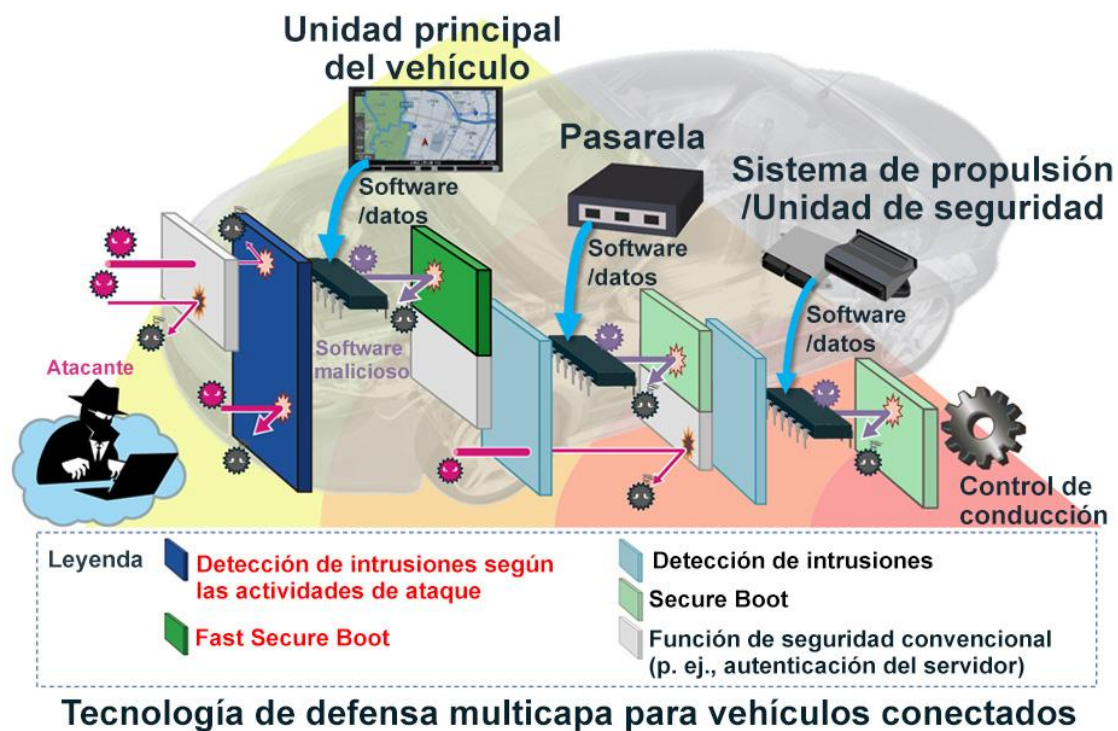 Unidad principal
del vehículo
Pasarela
Sistema de propulsión
/Unidad de seguridad
Software
/datos
Software
/datos
Software
/datos
Atacante
Software
malicioso
Control de
conducción
Leyenda
Detección de intrusiones según
las actividades de ataque
Fast Secure Boot
Detección de intrusiones
Secure Boot
Función de seguridad convencional
(p. ej., autenticación del servidor)
Tecnología de defensa multicapa para vehículos conectados